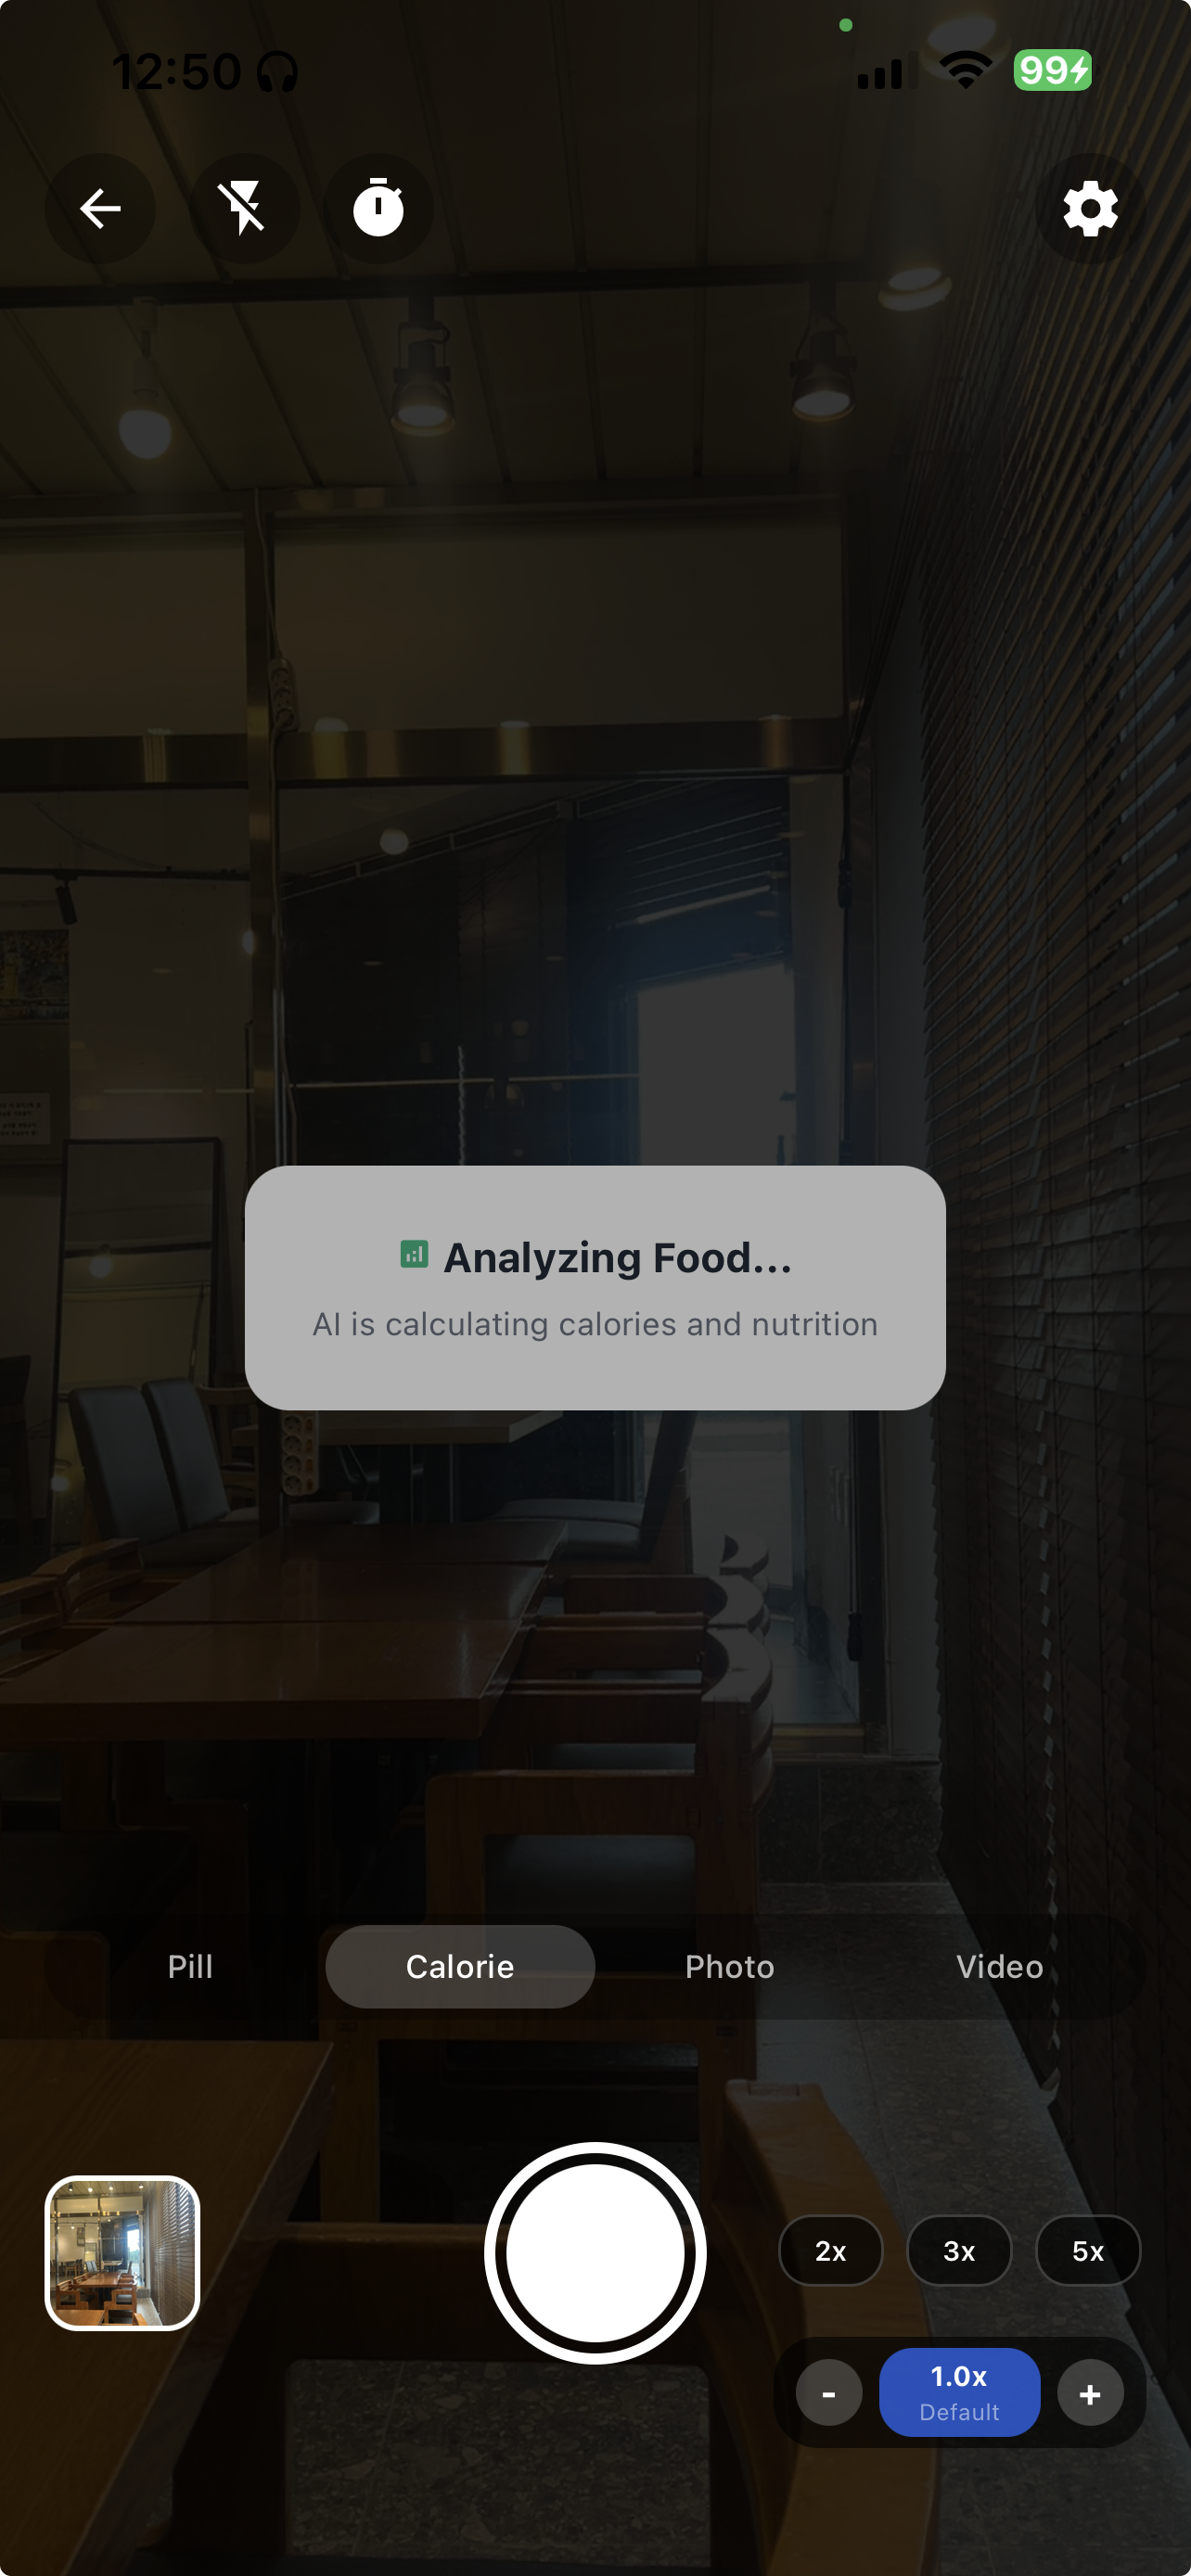 12:50
99
Analyzing Food...
AI is calculating calories and nutrition
Pill
Calorie
Photo
Video
2x
3x
5x
-
1.0x
+
Default